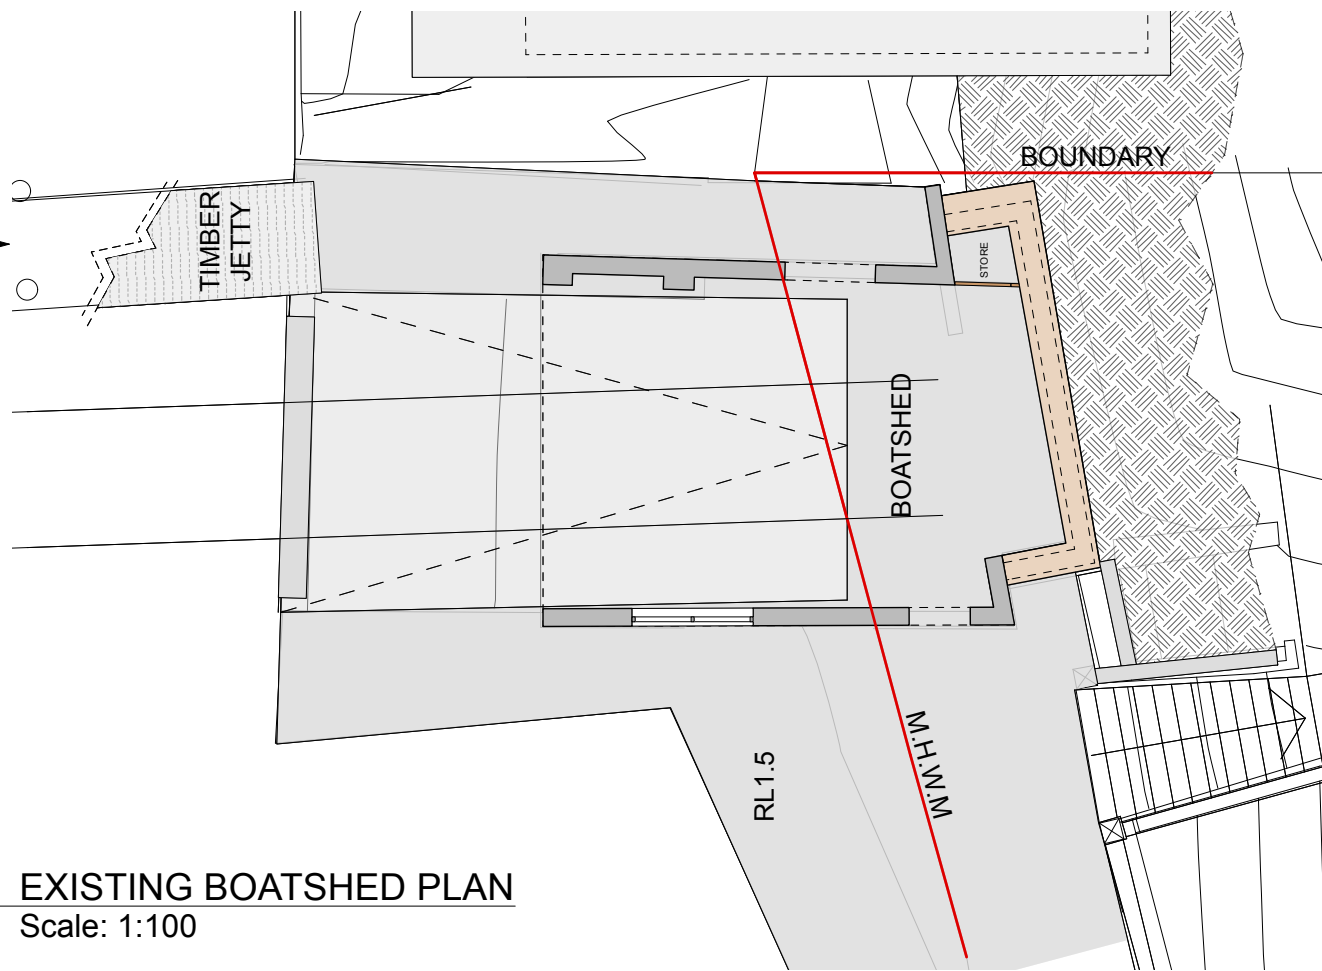 BOUNDARY
TIMBER
JETTY
STORE
BOATSHED
M.H.W.M
RL1.5
EXISTING BOATSHED PLAN
Scale: 1:100